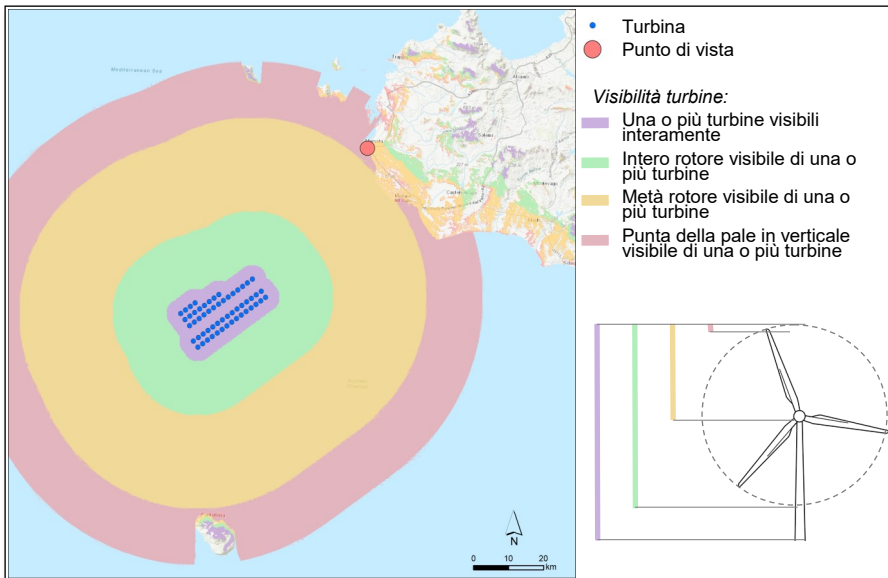 Turbina
Punto di vista
Visibilità turbine:
Una o più turbine visibili
interamente
Intero rotore visibile di una o
più turbine
Metà rotore visibile di una o
più turbine
Punta della pale in verticale
visibile di una o più turbine
Mediterranean Sea
N
0 10 20
km